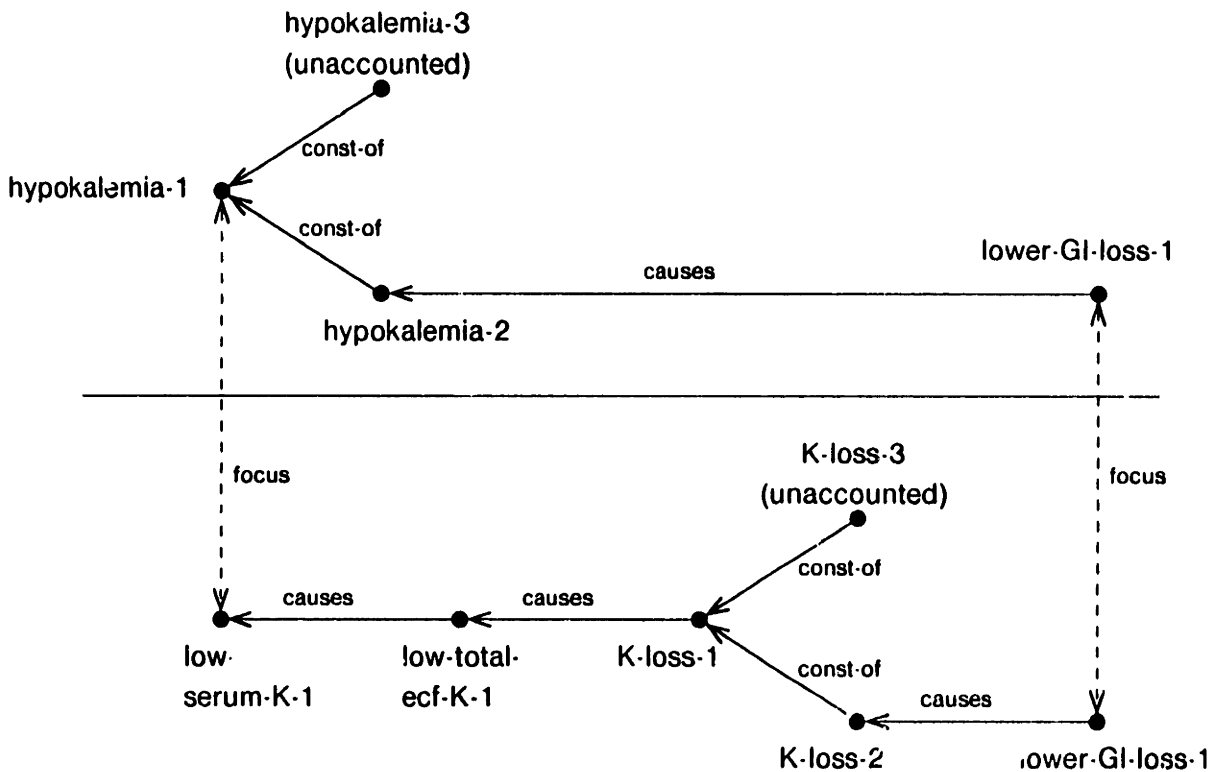 hypokalemia-3
(unaccounted)
const-of
hypokalemia-1
const-of
lower-GI-loss-1
causes
hypokalemia-2
K-loss-3
(unaccounted)
focus
focus
const-of
causes
causes
low-
serum-K-1
low-total-
ecf-K-1
K-loss-1
const-of
causes
K-loss-2
lower-GI-loss-1